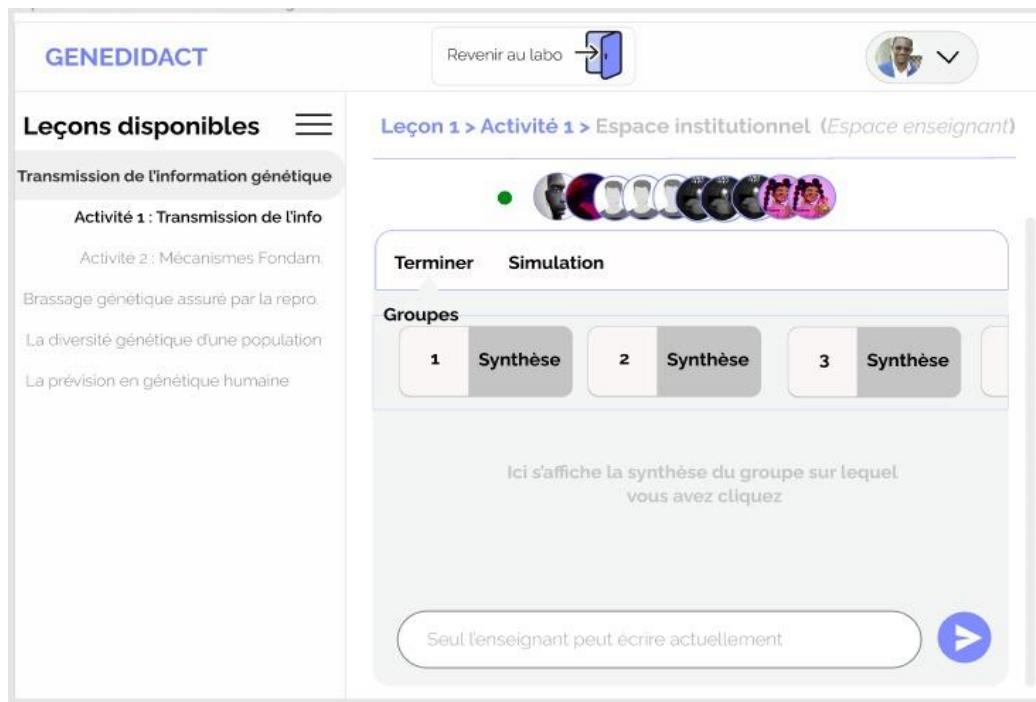 GENEDIDACT
Revenir au labo
Leçons disponibles
Leçon 1 > Activité 1 > Espace institutionnel (Espace enseignant)
Transmission de l'information génétique
Activité 1 : Transmission de l'info
Activité 2 : Mécanismes Fondam.
Brassage génétique assuré par la repro.
La diversité génétique d'une population
La prévision en génétique humaine
Terminer Simulation
Groupes
1 Synthèse 2 Synthèse 3 Synthèse
Ici s'affiche la synthèse du groupe sur lequel
vous avez cliquez
Seul l'enseignant peut écrire actuellement